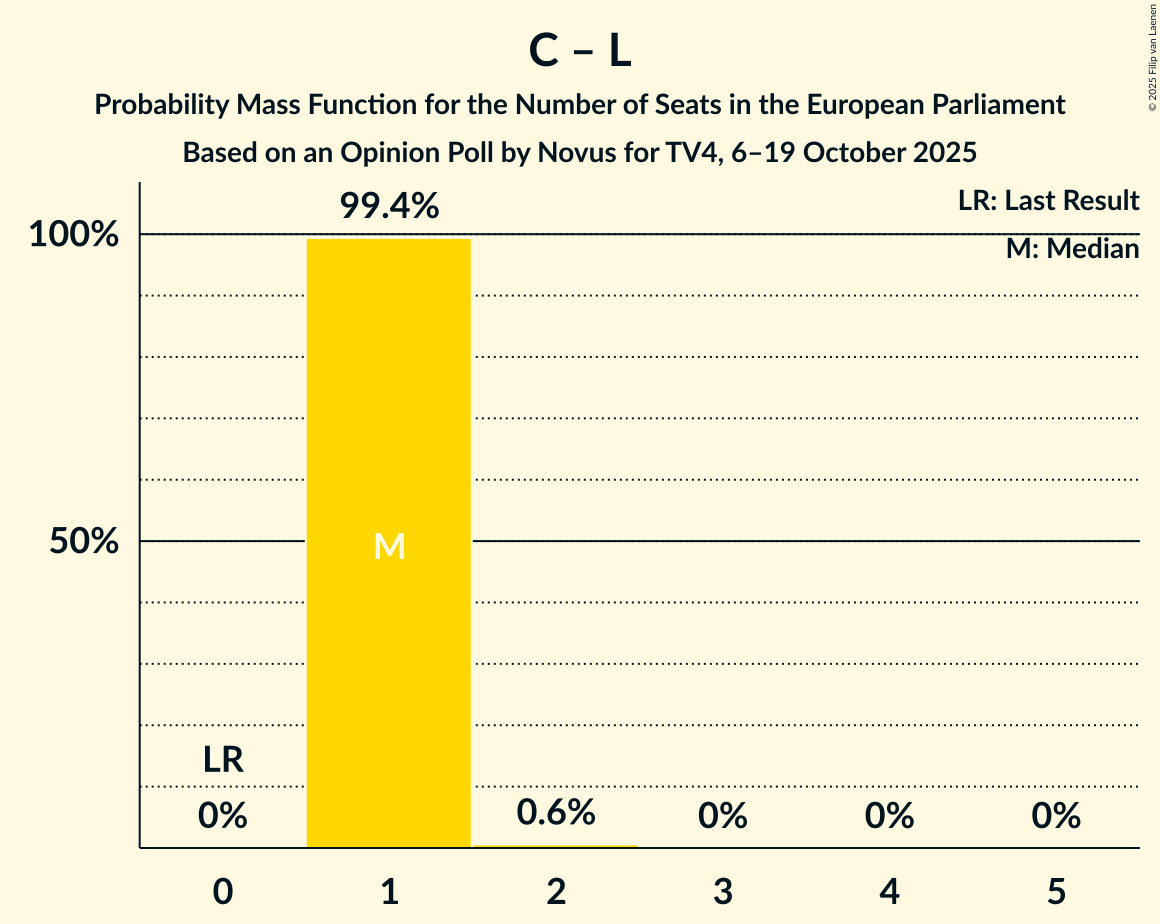 C – L
Probability Mass Function for the Number of Seats in the European Parliament
Based on an Opinion Poll by Novus for TV4, 6–19 October 2025
© 2025 Filip van Laenen
LR: Last Result
M: Median
99.4%
100%
50%
M
LR
0%
0.6%
0%
0%
0%
0 1 2 3 4 5